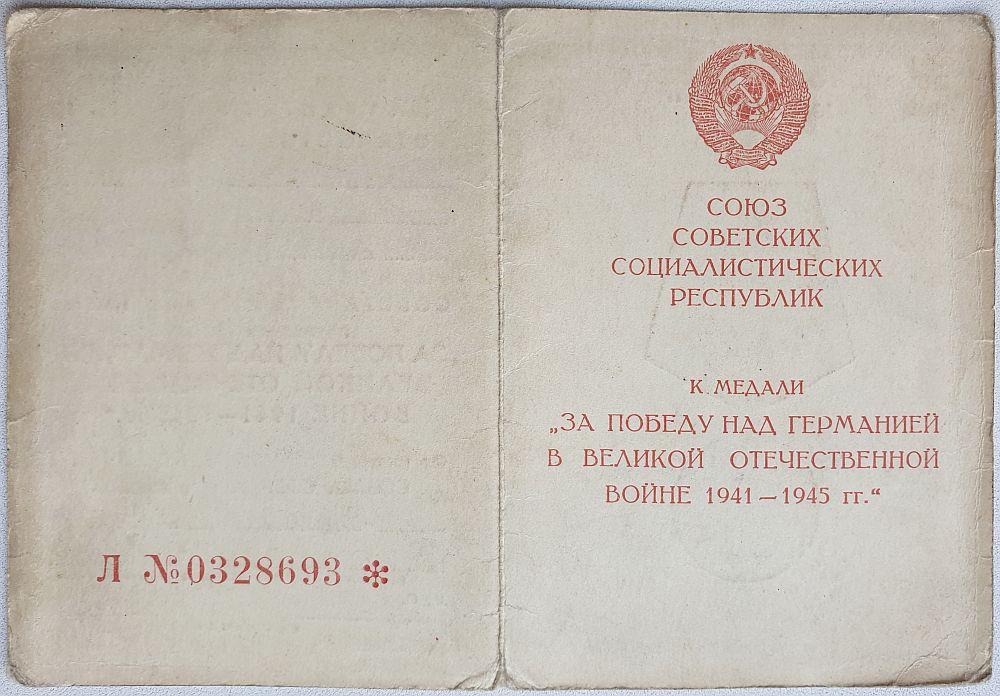 Л №0328693 *
СОЮЗ
СОВЕТСКИХ
СОЦИАЛИСТИЧЕСКИХ
РЕСПУБЛИК
К МЕДАЛИ
„ЗА ПОБЕДУ НАД ГЕРМАНИЕЙ
В ВЕЛИКОЙ ОТЕЧЕСТВЕННОЙ
ВОЙНЕ 1941 — 1945 гг.“